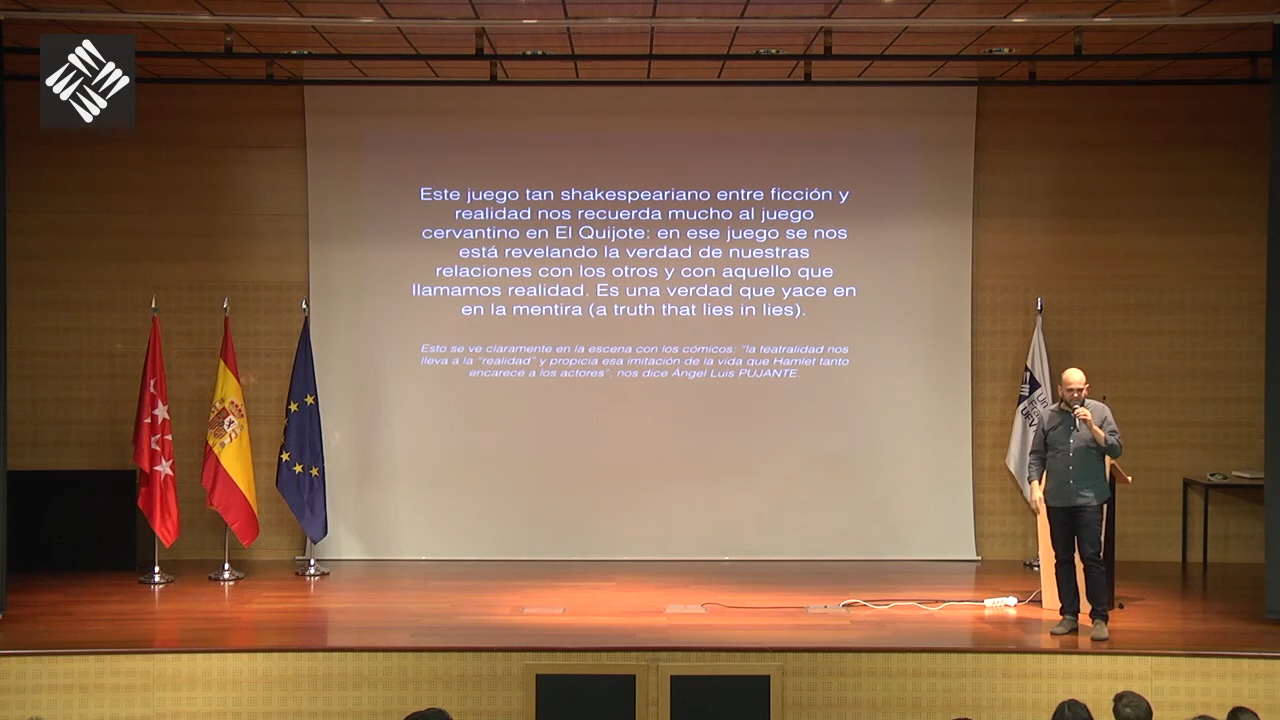 Este juego tan shakespeariano entre ficción y
realidad nos recuerda mucho al juego
cervantino en El Quijote: en ese juego se nos
está revelando la verdad de nuestras
relaciones con los otros y con aquello que
llamamos realidad. Es una verdad que yace en
en la mentira (a truth that lies in lies).
Esto se ve claramente en la escena con los cómicos: "la teatralidad nos
lleva a la "realidad" y propicia esa imitación de la vida que Hamlet tanto
encarece a los actores", nos dice Ángel Luis PUJANTE.
UFV